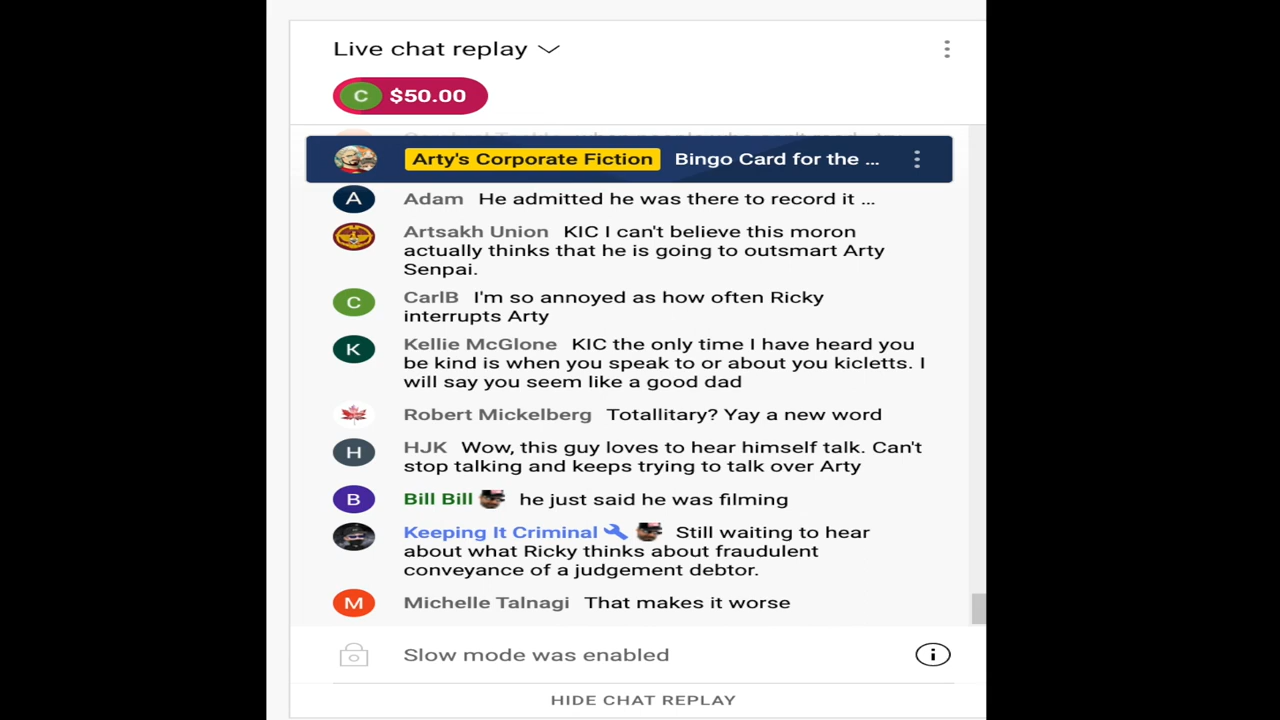 Live chat replay
C $50.00
Arty's Corporate Fiction Bingo Card for the ...
A Adam He admitted he was there to record it ...
Artsakh Union KIC I can't believe this moron
actually thinks that he is going to outsmart Arty
Senpai.
C CarlB I'm so annoyed as how often Ricky
interrupts Arty
K Kellie McGlone KIC the only time I have heard you
be kind is when you speak to or about you kicletts. I
will say you seem like a good dad
Robert Mickelberg Totallitary? Yay a new word
H HJK Wow, this guy loves to hear himself talk. Can't
stop talking and keeps trying to talk over Arty
B Bill Bill he just said he was filming
Keeping It Criminal Still waiting to hear
about what Ricky thinks about fraudulent
conveyance of a judgement debtor.
M Michelle Talnagi That makes it worse
Slow mode was enabled
HIDE CHAT REPLAY